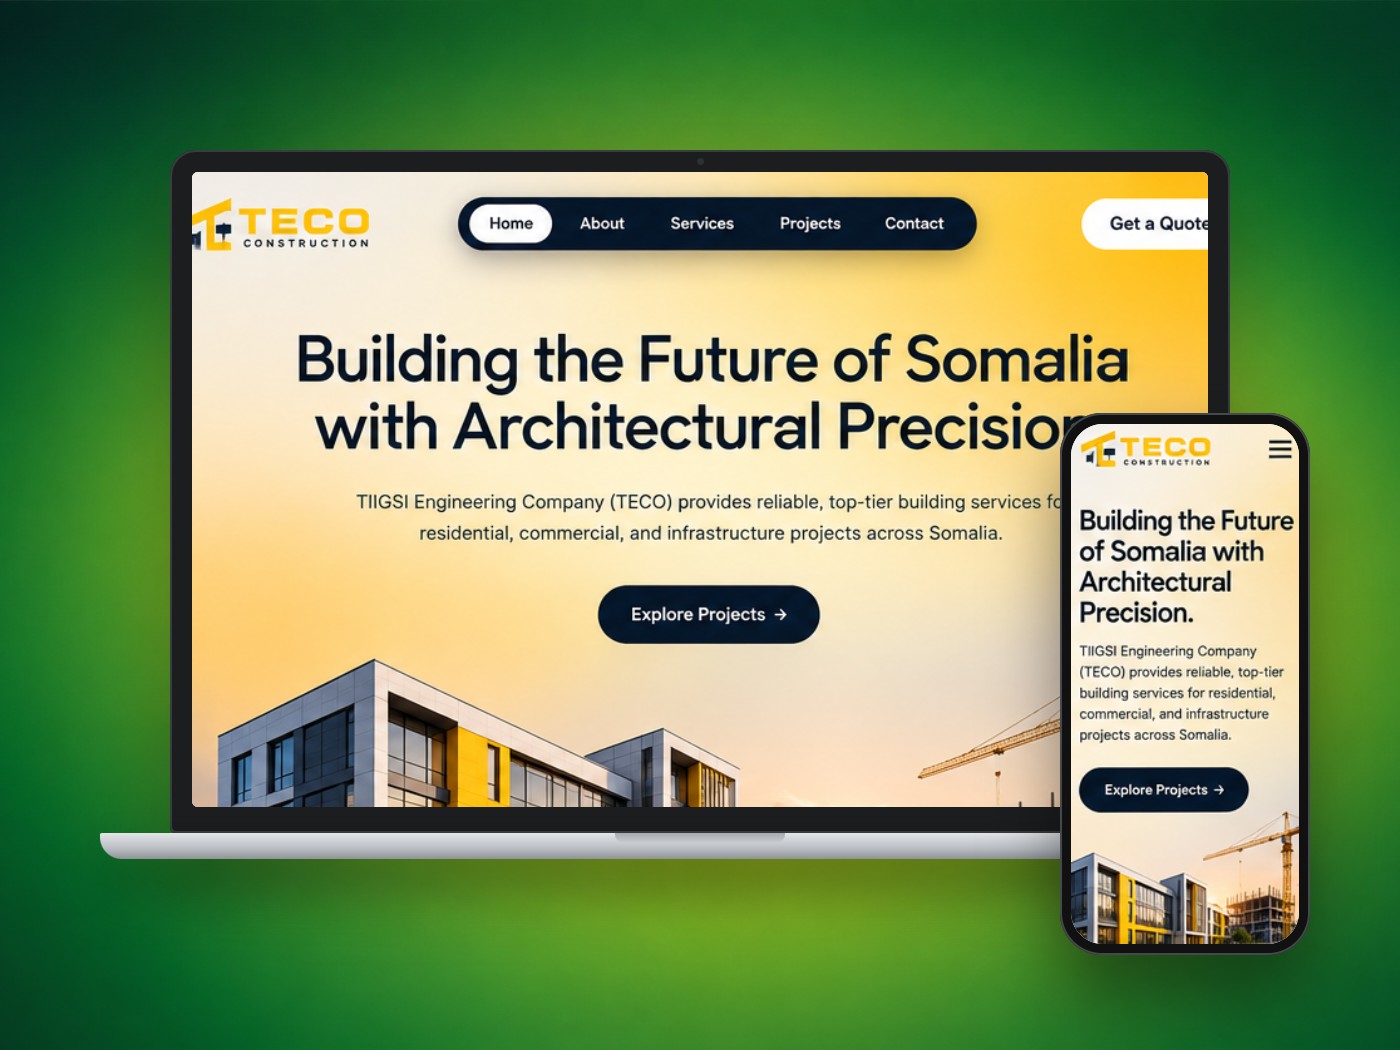 TECO
CONSTRUCTION
Home About Services Projects Contact
Get a Quote
Building the Future of Somalia
with Architectural Precision
TIIGSI Engineering Company (TECO) provides reliable, top-tier building services
residential, commercial, and infrastructure projects across Somalia.
Explore Projects →
TECO
CONSTRUCTION
Building the Future
of Somalia with
Architectural
Precision.
TIIGSI Engineering Company
(TECO) provides reliable, top-tier
building services for residential,
commercial, and infrastructure
projects across Somalia.
Explore Projects →